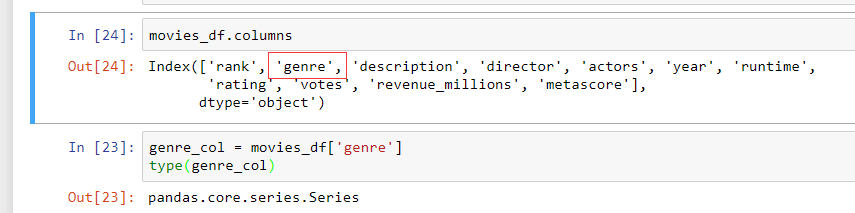 In [24]: movies_df.columns
Out[24]: Index(['rank', 'genre', 'description', 'director', 'actors', 'year', 'runtime',
'rating', 'votes', 'revenue_millions', 'metascore'],
dtype='object')
In [23]: genre_col = movies_df['genre']
type(genre_col)
Out[23]: pandas.core.series.Series